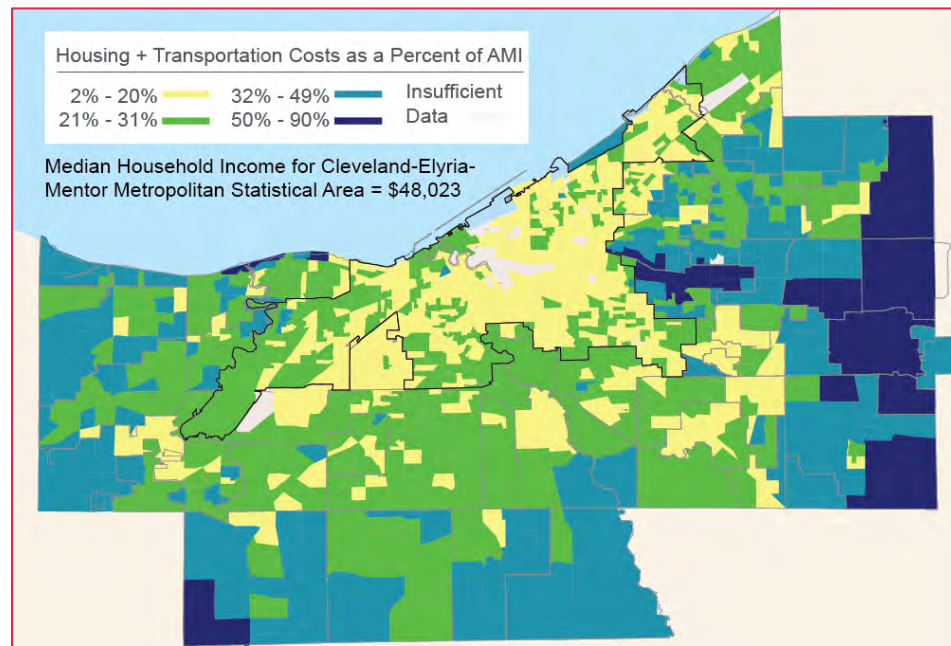 Housing + Transportation Costs as a Percent of AMI
2% - 20%
32% - 49%
Insufficient
21% - 31%
50% - 90%
Data
Median Household Income for Cleveland-Elyria-
Mentor Metropolitan Statistical Area = $48,023